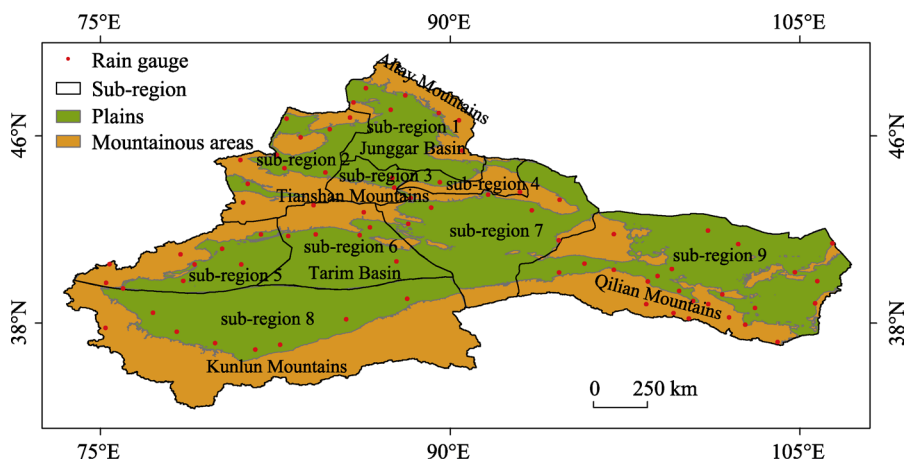 75°E 90°E 105°E
Rain gauge
Sub-region
Plains
Mountainous areas
Altay Mountains
46°N 46°N
sub-region 1
Junggar Basin
sub-region 2
sub-region 3
sub-region 4
Tianshan Mountains
sub-region 5
sub-region 6
Tarim Basin
sub-region 7
sub-region 9
Qilian Mountains
38°N 38°N
sub-region 8
Kunlun Mountains
0 250 km
75°E 90°E 105°E